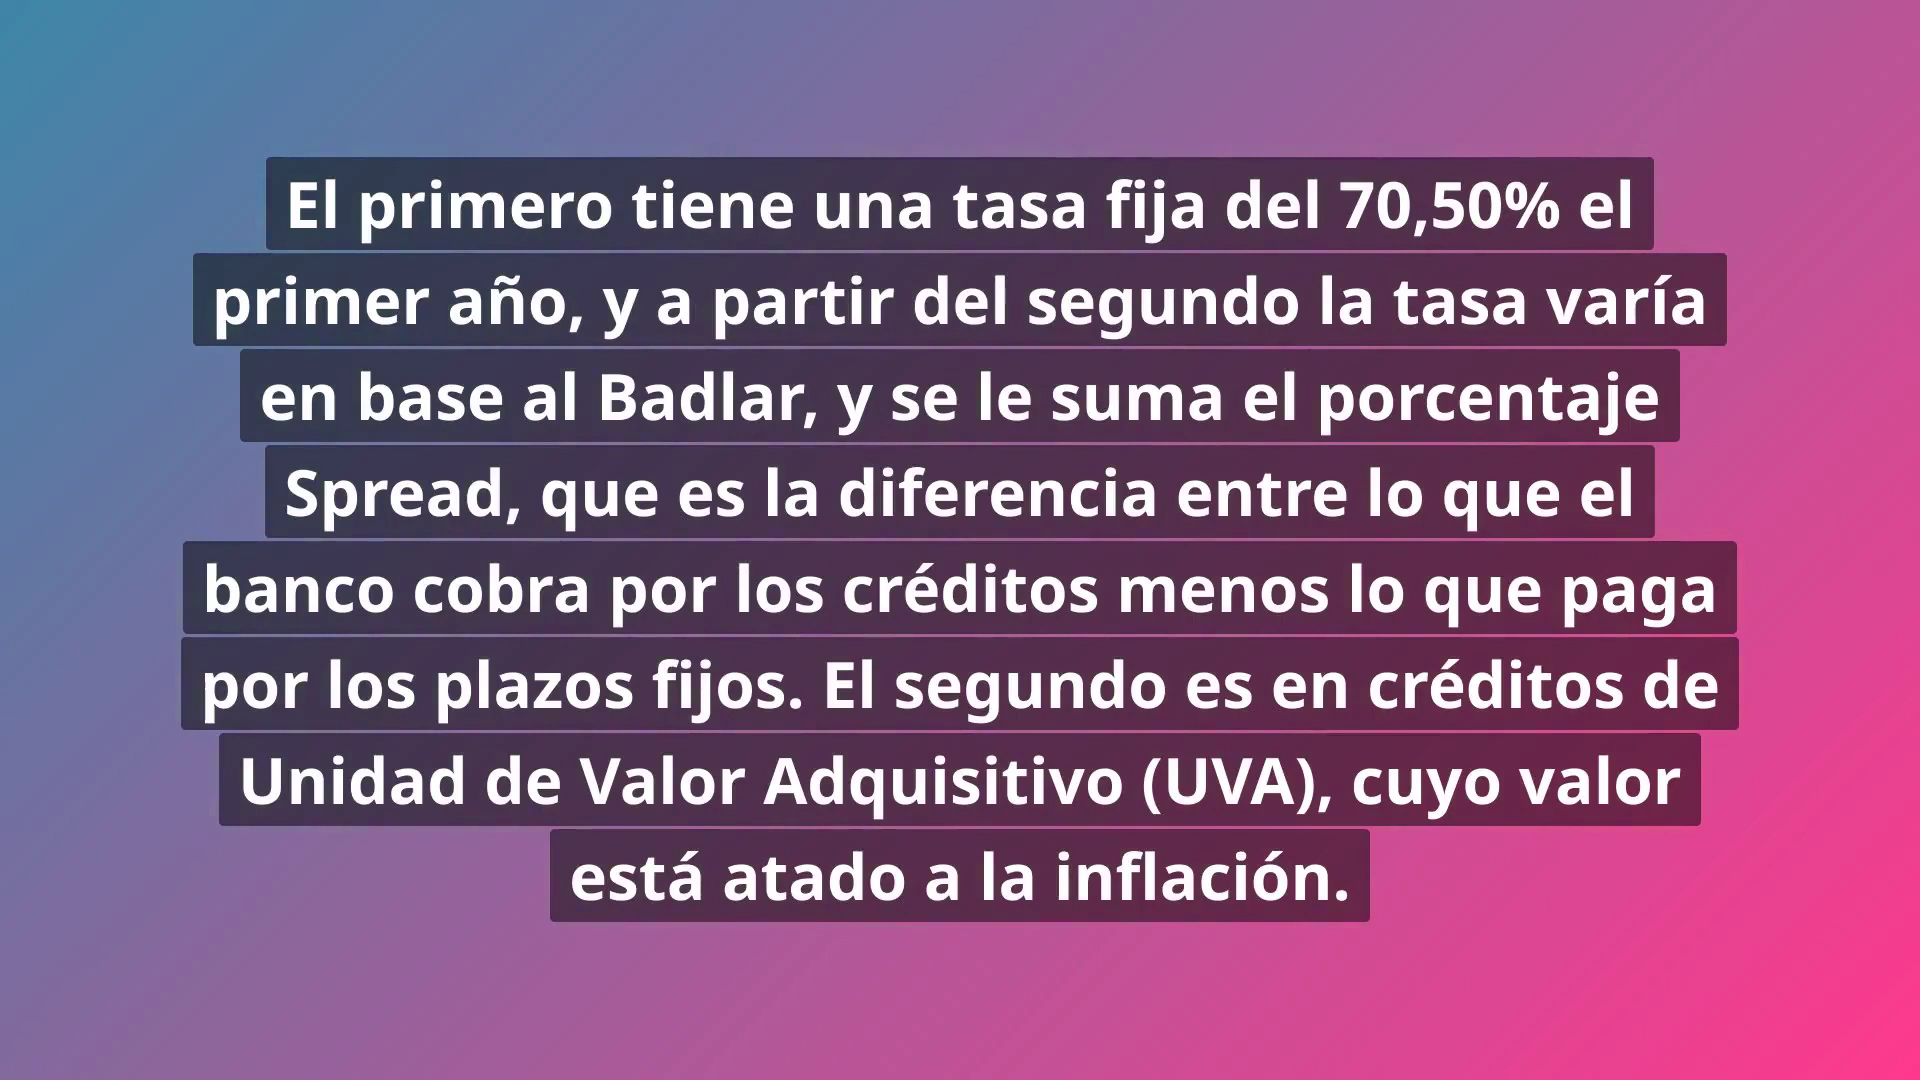 El primero tiene una tasa fija del 70,50% el
primer año, y a partir del segundo la tasa varía
en base al Badlar, y se le suma el porcentaje
Spread, que es la diferencia entre lo que el
banco cobra por los créditos menos lo que paga
por los plazos fijos. El segundo es en créditos de
Unidad de Valor Adquisitivo (UVA), cuyo valor
está atado a la inflación.